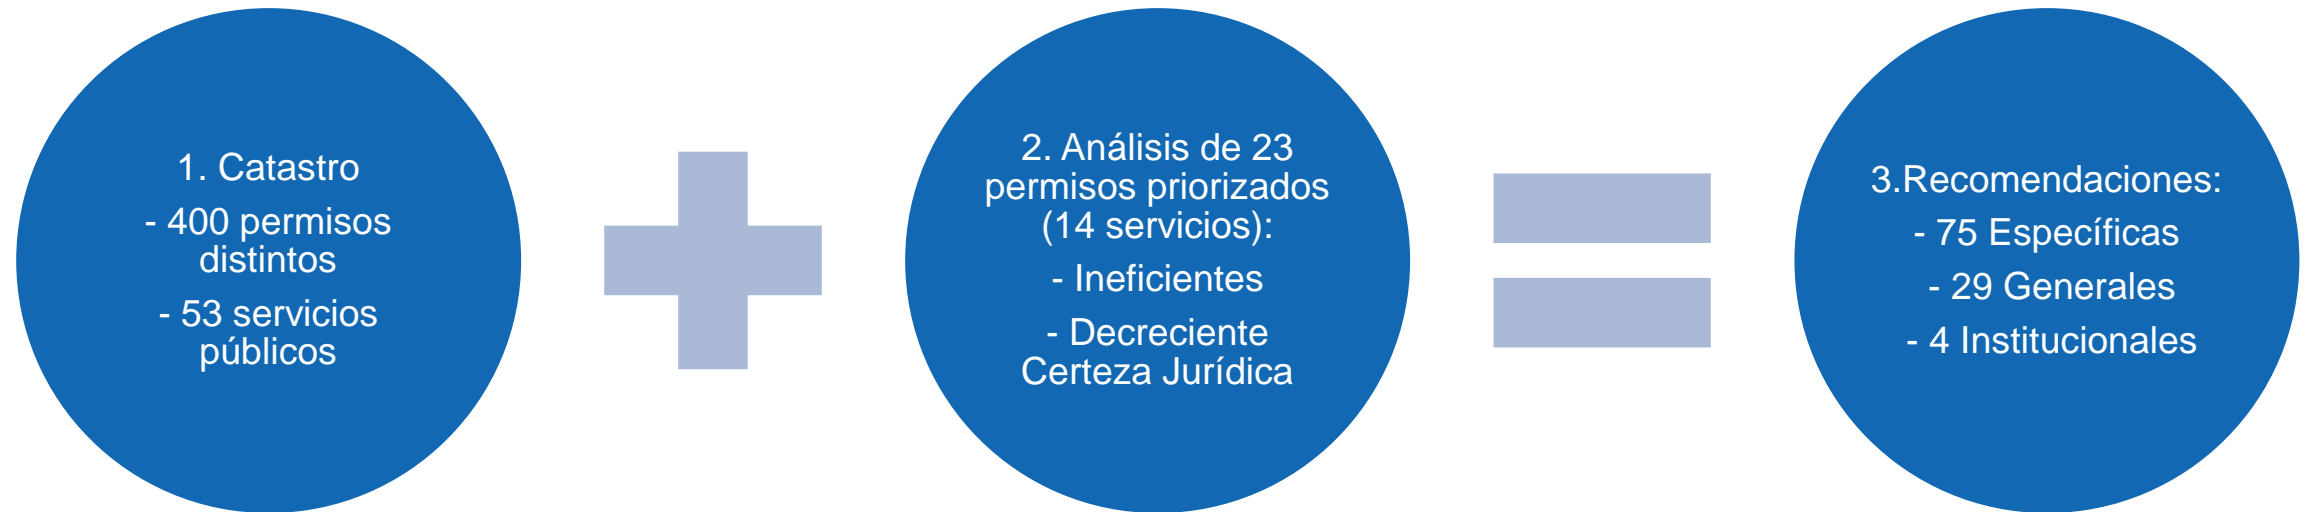 1. Catastro
- 400 permisos
distintos
- 53 servicios
públicos
2. Análisis de 23
permisos priorizados
(14 servicios):
- Ineficientes
- Decreciente
Certeza Jurídica
3.Recomendaciones:
- 75 Específicas
- 29 Generales
- 4 Institucionales